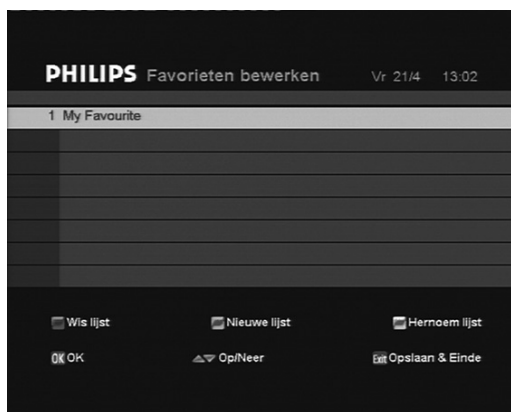 PHILIPS Favorieten bewerken Vr 21/4 13:02
1 My Favourite
Wis lijst Nieuwe lijst Hernoem lijst
OK OK Op/Neer Exit Opslaan & Einde